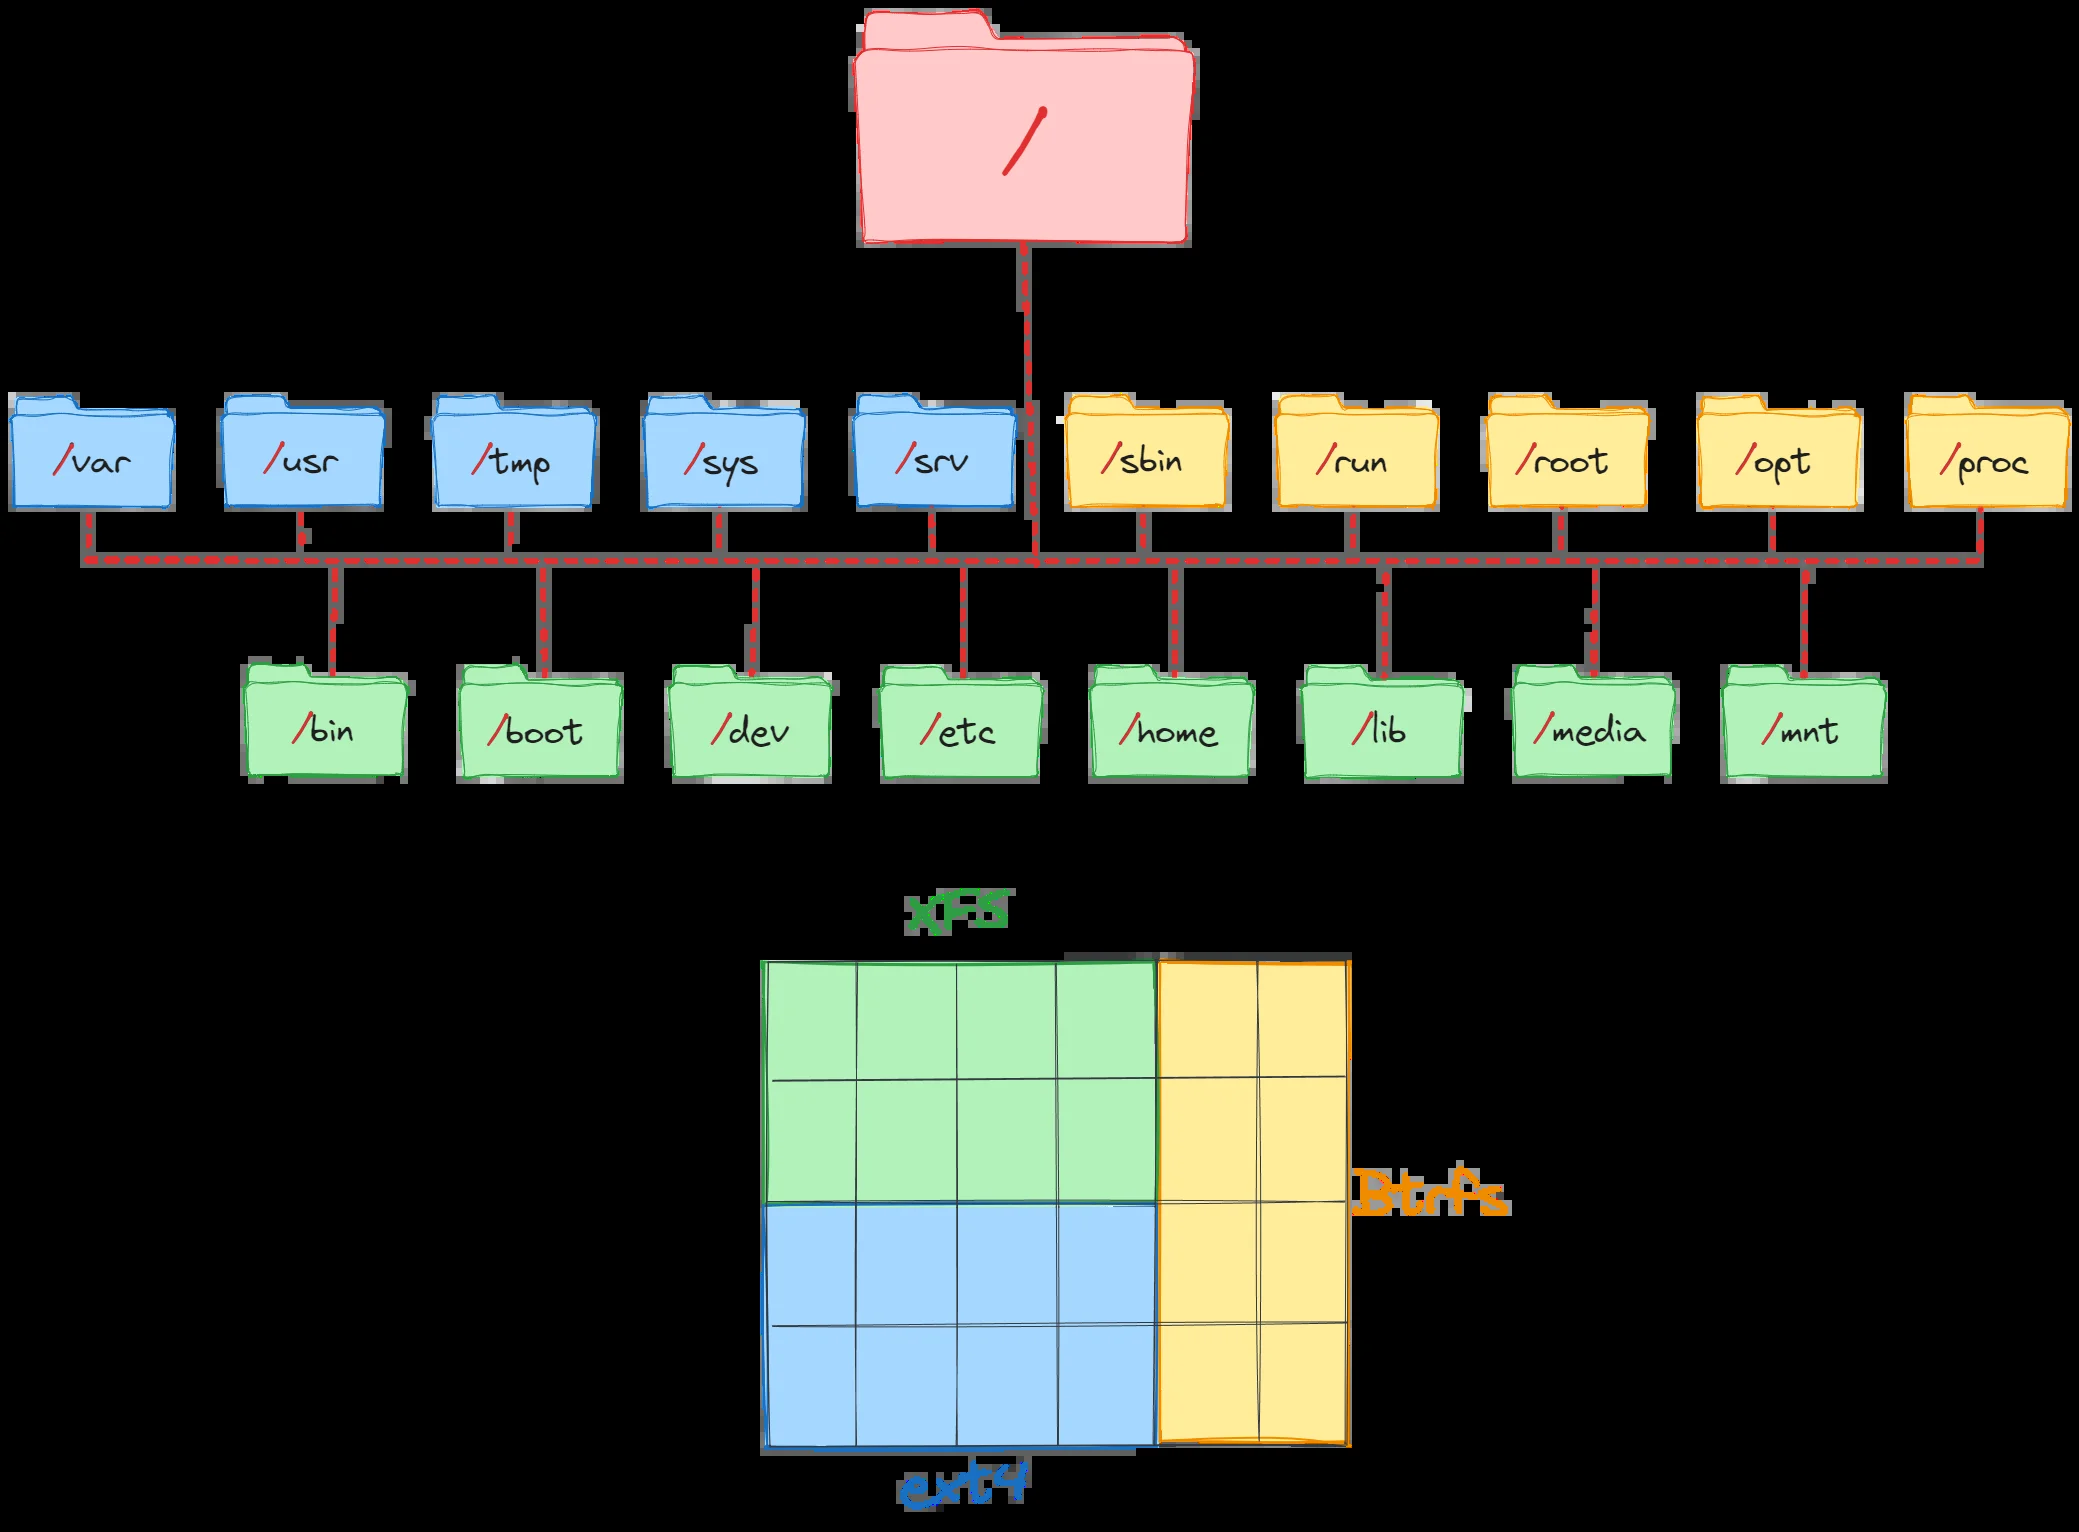 /
/var
/usr
/tmp
/sys
/srv
/sbin
/run
/root
/opt
/proc
/bin
/boot
/dev
/etc
/home
/lib
/media
/mnt
XFS
Btrfs
ext4